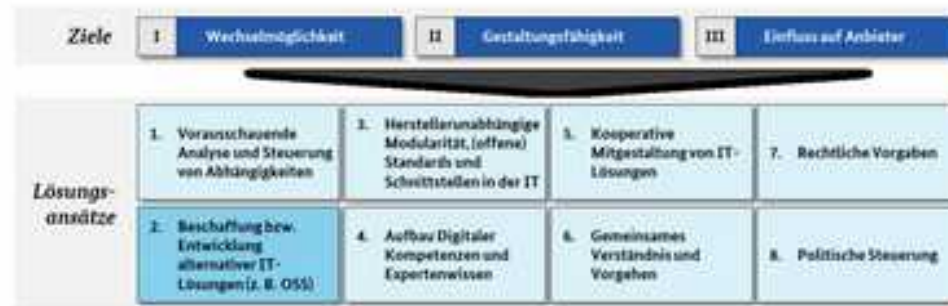 Ziele
I
Wechselmöglichkeit
II
Gestaltungsfähigkeit
III
Einfluss auf Anbieter
Lösungs-
ansätze
1. Vorausschauende
Analyse und Steuerung
von Abhängigkeiten
2. Beschaffung bzw.
Entwicklung
alternativer IT-
Lösungen (z. B. OSS)
3. Herstellerunabhängige
Modularität, (offene)
Standards und
Schnittstellen in der IT
4. Aufbau Digitaler
Kompetenzen und
Expertenwissen
5. Kooperative
Mitgestaltung von IT-
Lösungen
6. Gemeinsames
Verständnis und
Vorgehen
7. Rechtliche Vorgaben
8. Politische Steuerung